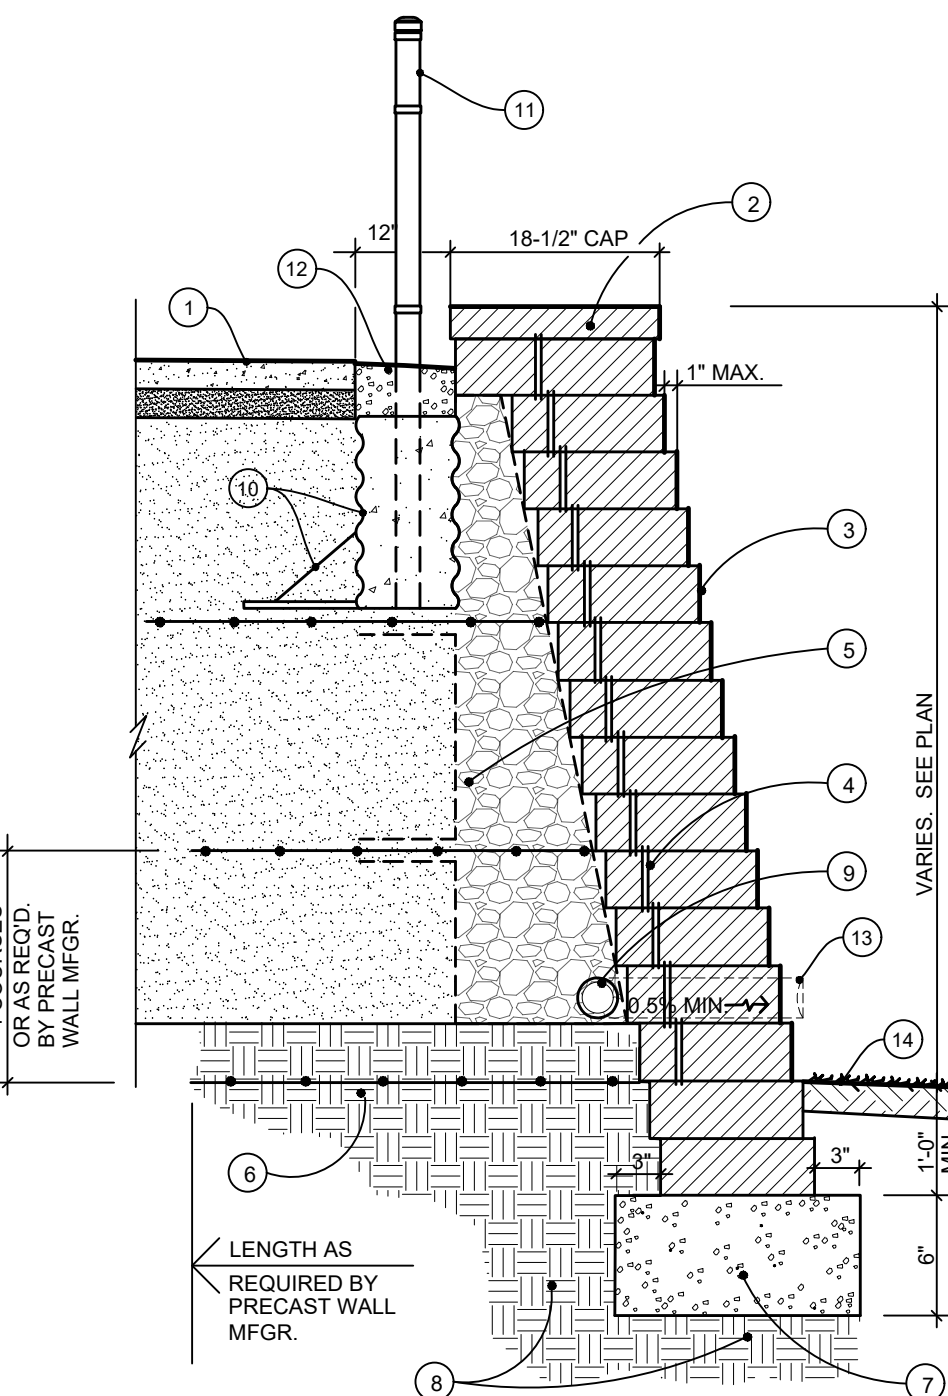 11
2
12"
18-1/2" CAP
12
1
1" MAX.
10
3
5
VARIES. SEE PLAN
4
9
OR AS REQ'D.
BY PRECAST
WALL MFGR.
13
0.5% MIN.
14
6
3"
3"
1'-0"
MIN.
LENGTH AS
REQUIRED BY
PRECAST WALL
MFGR.
6"
8
7